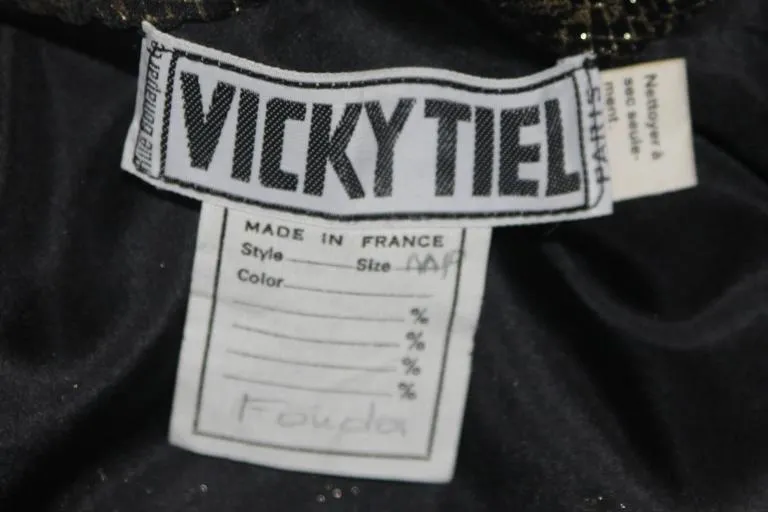 rue bonaparte
VICKY TIEL
PARIS
Nettoyer à
sec seule-
ment.
MADE IN FRANCE
Style Size
Color
%
%
%
%